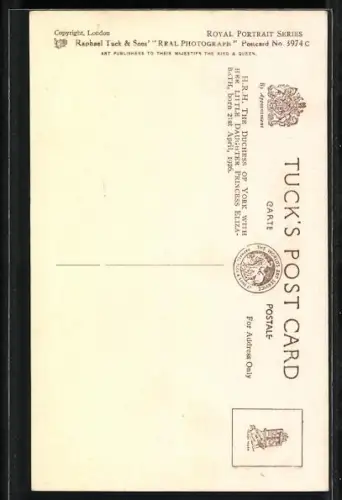 Copyright, London ROYAL PORTRAIT SERIES
Raphael Tuck & Sons' "REAL PHOTOGRAPH" Postcard No. 3974 C
ART PUBLISHERS TO THEIR MAJESTIES THE KING & QUEEN.
By Appointment
TUCK'S POST CARD
CARTE POSTALE
For Address Only
H.R.H. THE DUCHESS OF YORK WITH
HER LITTLE DAUGHTER PRINCESS ELIZA-
BETH, born 21st April, 1926.